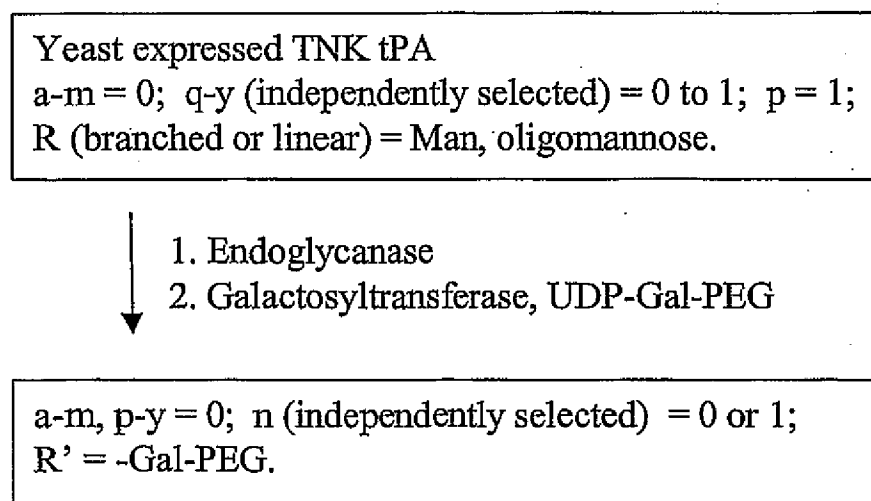 Yeast expressed TNK tPA
a-m = 0; q-y (independently selected) = 0 to 1; p = 1;
R (branched or linear) = Man, oligomannose.
1. Endoglycanase
2. Galactosyltransferase, UDP-Gal-PEG
a-m, p-y = 0; n (independently selected) = 0 or 1;
R’ = -Gal-PEG.